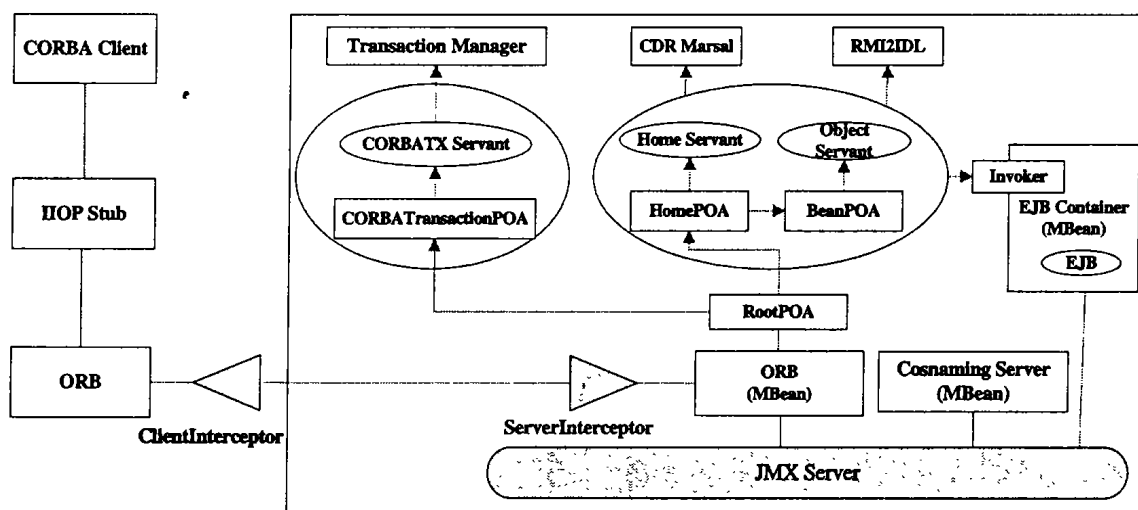 CORBA Client
Transaction Manager
CDR Marsal
RMI2IDL
CORBATX Servant
Home Servant
Object
Servant
Invoker
IIOP Stub
CORBATransactionPOA
HomePOA
BeanPOA
EJB Container
(MBean)
EJB
RootPOA
ORB
ORB
(MBean)
Cosnaming Server
(MBean)
ClientInterceptor
ServerInterceptor
JMX Server